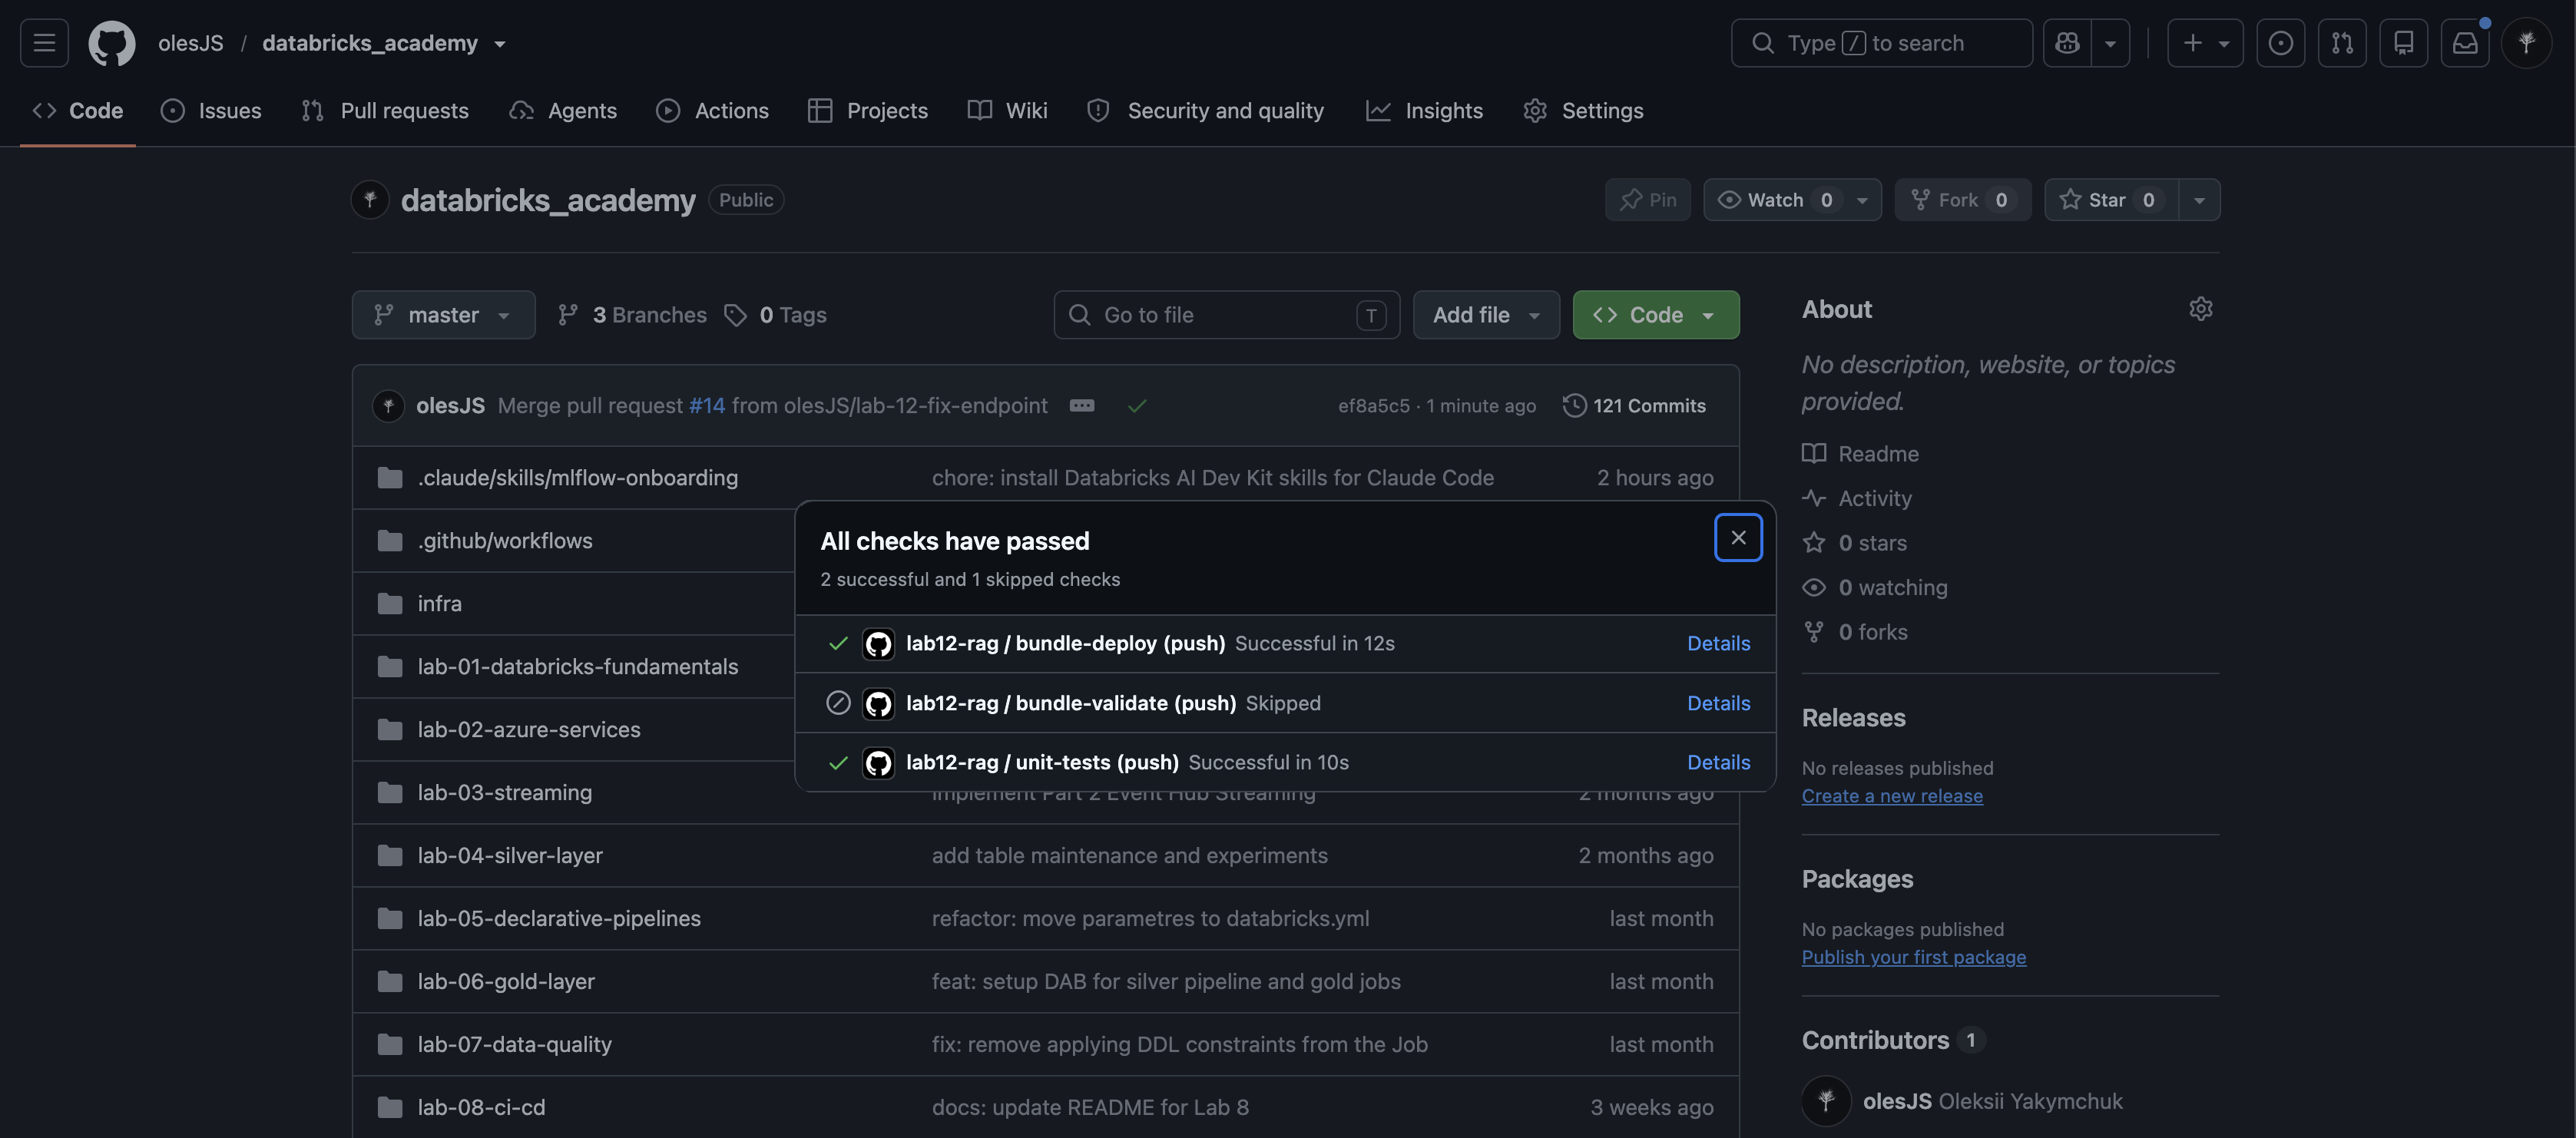 olesJS / databricks_academy
Type / to search
Code Issues Pull requests Agents Actions Projects Wiki Security and quality Insights Settings
databricks_academy Public
Pin Watch 0 Fork 0 Star 0
master 3 Branches 0 Tags
Go to file T Add file Code
olesJS Merge pull request #14 from olesJS/lab-12-fix-endpoint ef8a5c5 · 1 minute ago 121 Commits
.claude/skills/mlflow-onboarding chore: install Databricks AI Dev Kit skills for Claude Code 2 hours ago
.github/workflows
infra
lab-01-databricks-fundamentals
lab-02-azure-services
lab-03-streaming implement Part 2 Event Hub Streaming 2 months ago
lab-04-silver-layer add table maintenance and experiments 2 months ago
lab-05-declarative-pipelines refactor: move parametres to databricks.yml last month
lab-06-gold-layer feat: setup DAB for silver pipeline and gold jobs last month
lab-07-data-quality fix: remove applying DDL constraints from the Job last month
lab-08-ci-cd docs: update README for Lab 8 3 weeks ago
All checks have passed
2 successful and 1 skipped checks
lab12-rag / bundle-deploy (push) Successful in 12s Details
lab12-rag / bundle-validate (push) Skipped Details
lab12-rag / unit-tests (push) Successful in 10s Details
About
No description, website, or topics
provided.
Readme
Activity
0 stars
0 watching
0 forks
Releases
No releases published
Create a new release
Packages
No packages published
Publish your first package
Contributors 1
olesJS Oleksii Yakymchuk